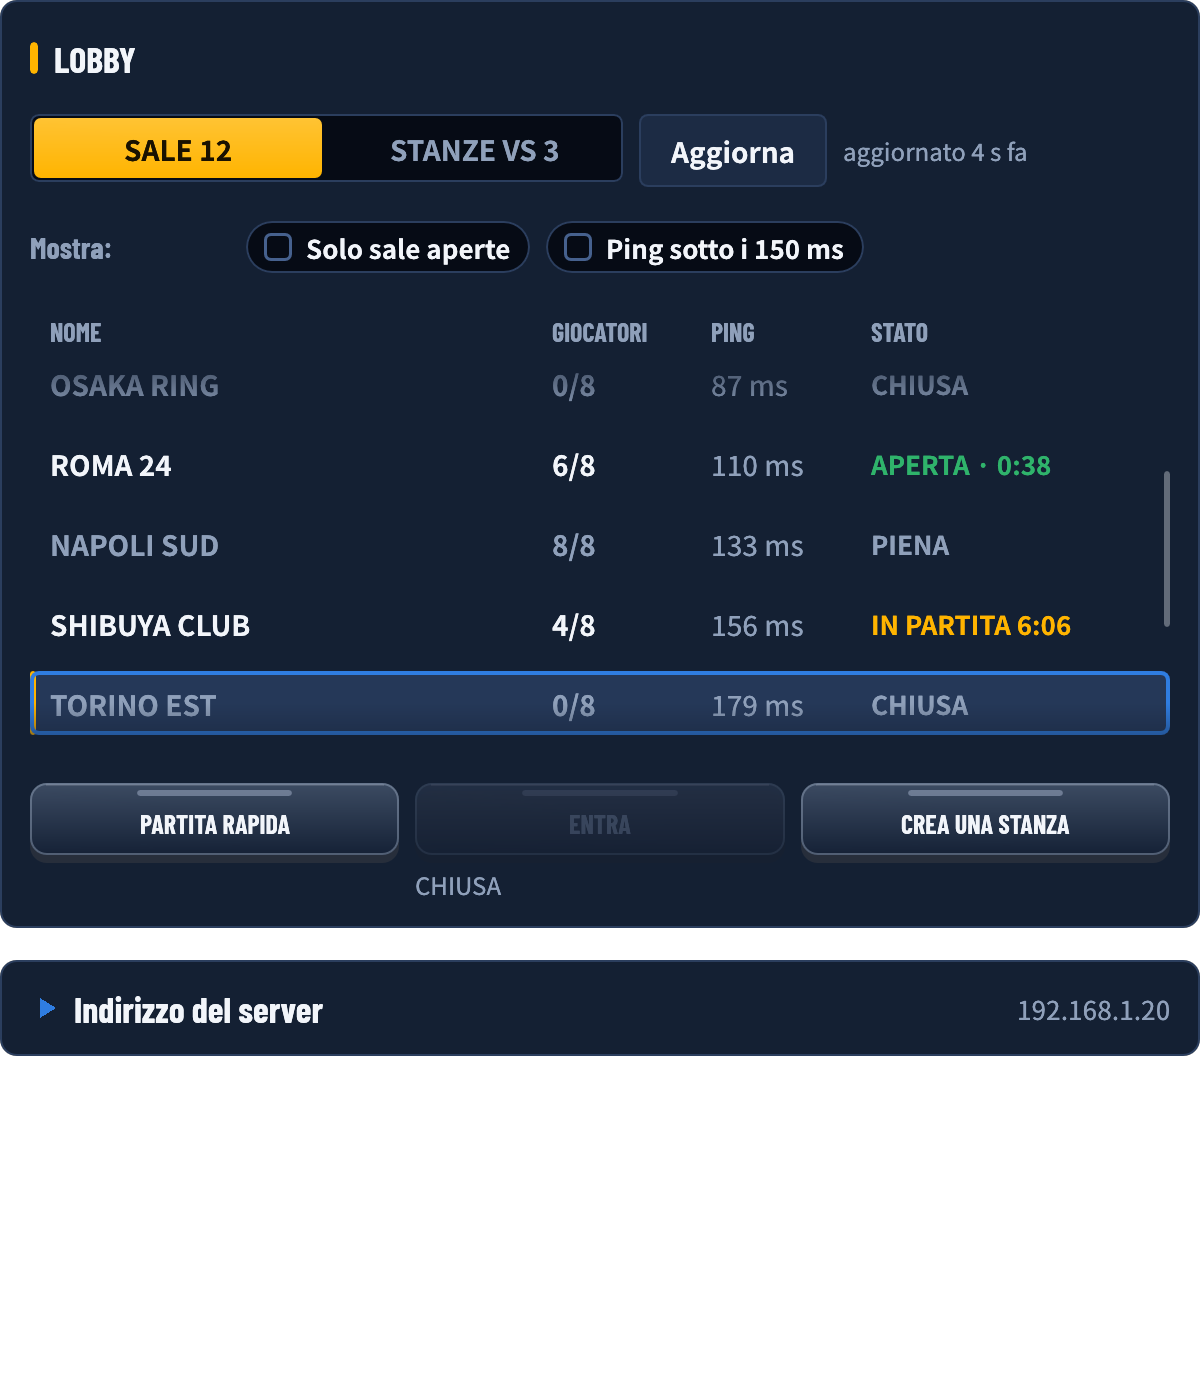 LOBBY
SALE 12 STANZE VS 3 Aggiorna aggiornato 4 s fa
Mostra: Solo sale aperte Ping sotto i 150 ms
NOME GIOCATORI PING STATO
OSAKA RING 0/8 87 ms CHIUSA
ROMA 24 6/8 110 ms APERTA · 0:38
NAPOLI SUD 8/8 133 ms PIENA
SHIBUYA CLUB 4/8 156 ms IN PARTITA 6:06
TORINO EST 0/8 179 ms CHIUSA
PARTITA RAPIDA ENTRA CREA UNA STANZA
CHIUSA
Indirizzo del server 192.168.1.20